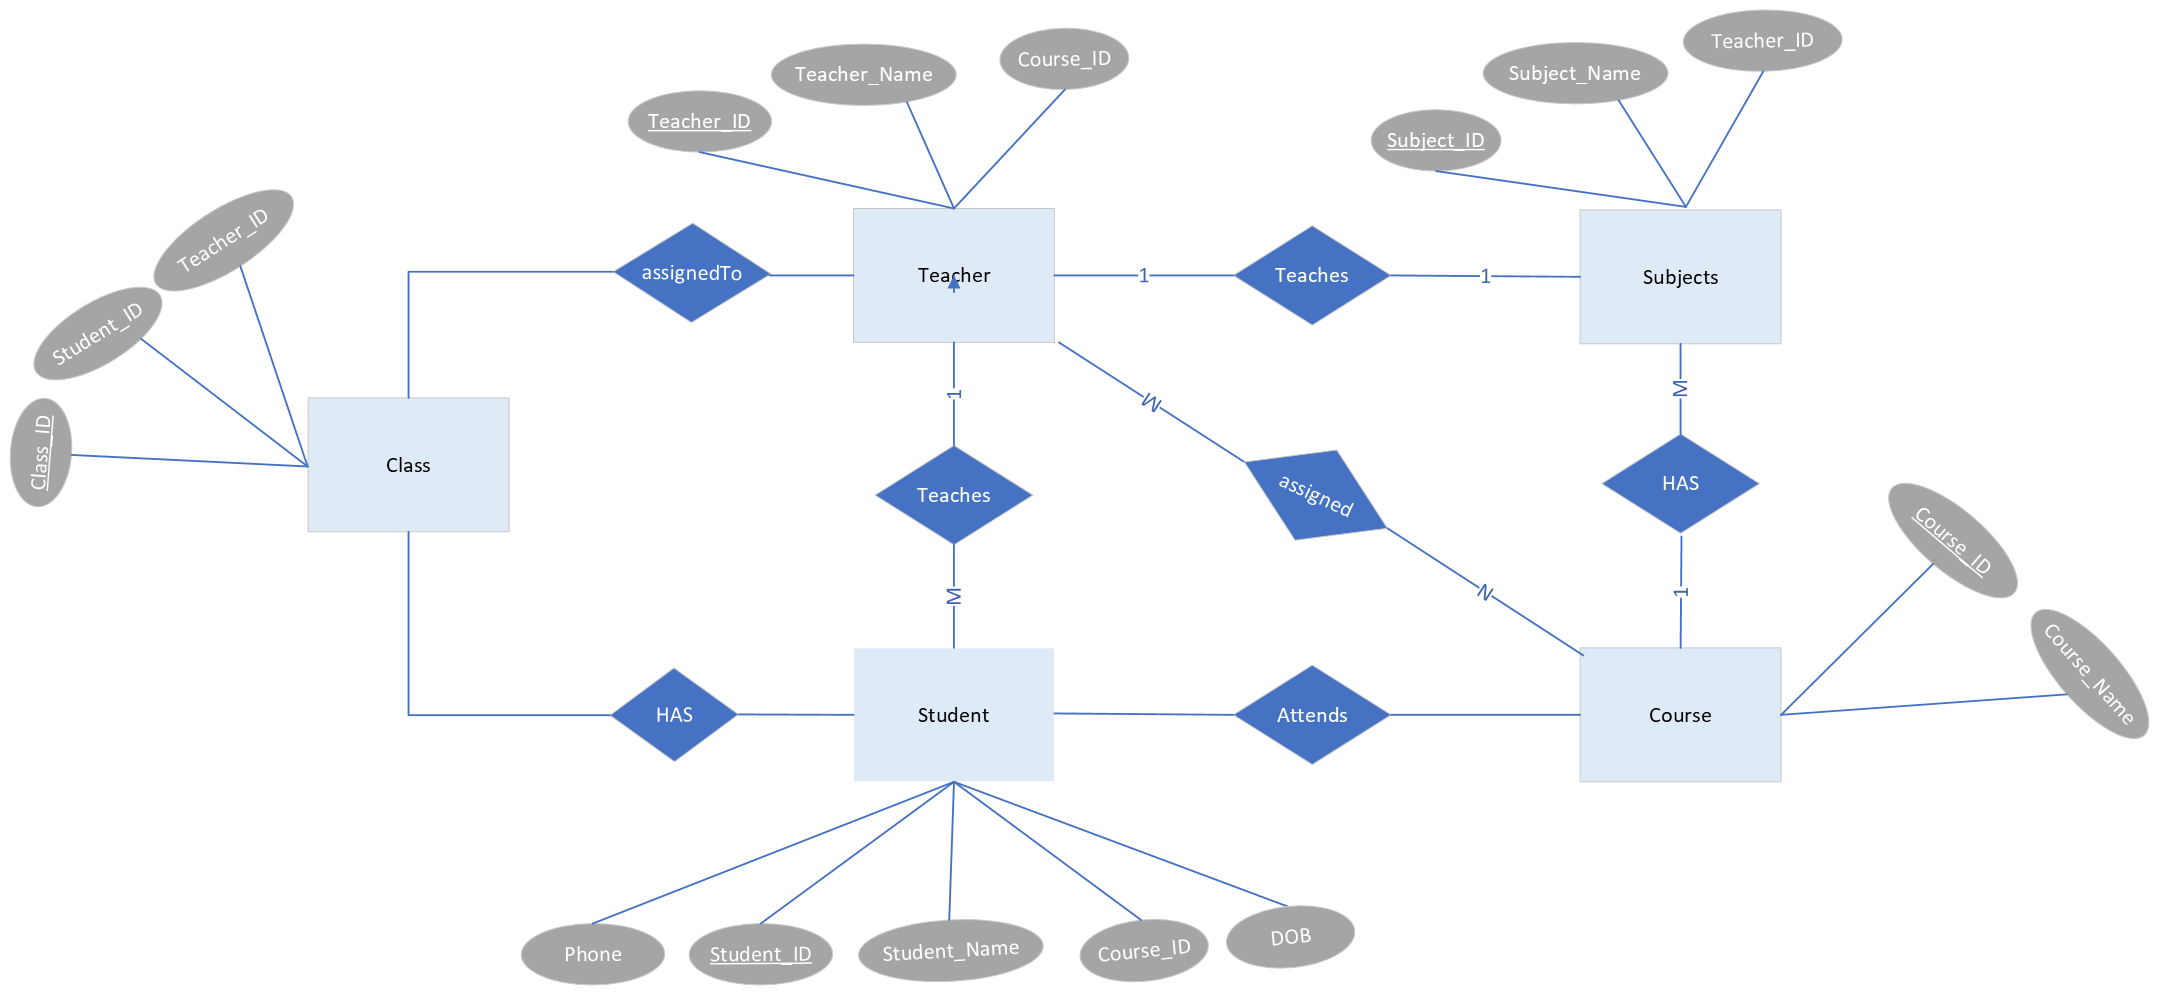 Teacher_ID
Course_ID
Teacher_Name
Subject_Name
Teacher_ID
Subject_ID
Teacher_ID
Student_ID
Class_ID
assignedTo
Teacher
1
Teaches
1
Subjects
M
1
M
Class
Teaches
assigned
HAS
Course_ID
M
N
1
Course_Name
HAS
Student
Attends
Course
Phone
Student_ID
Student_Name
Course_ID
DOB